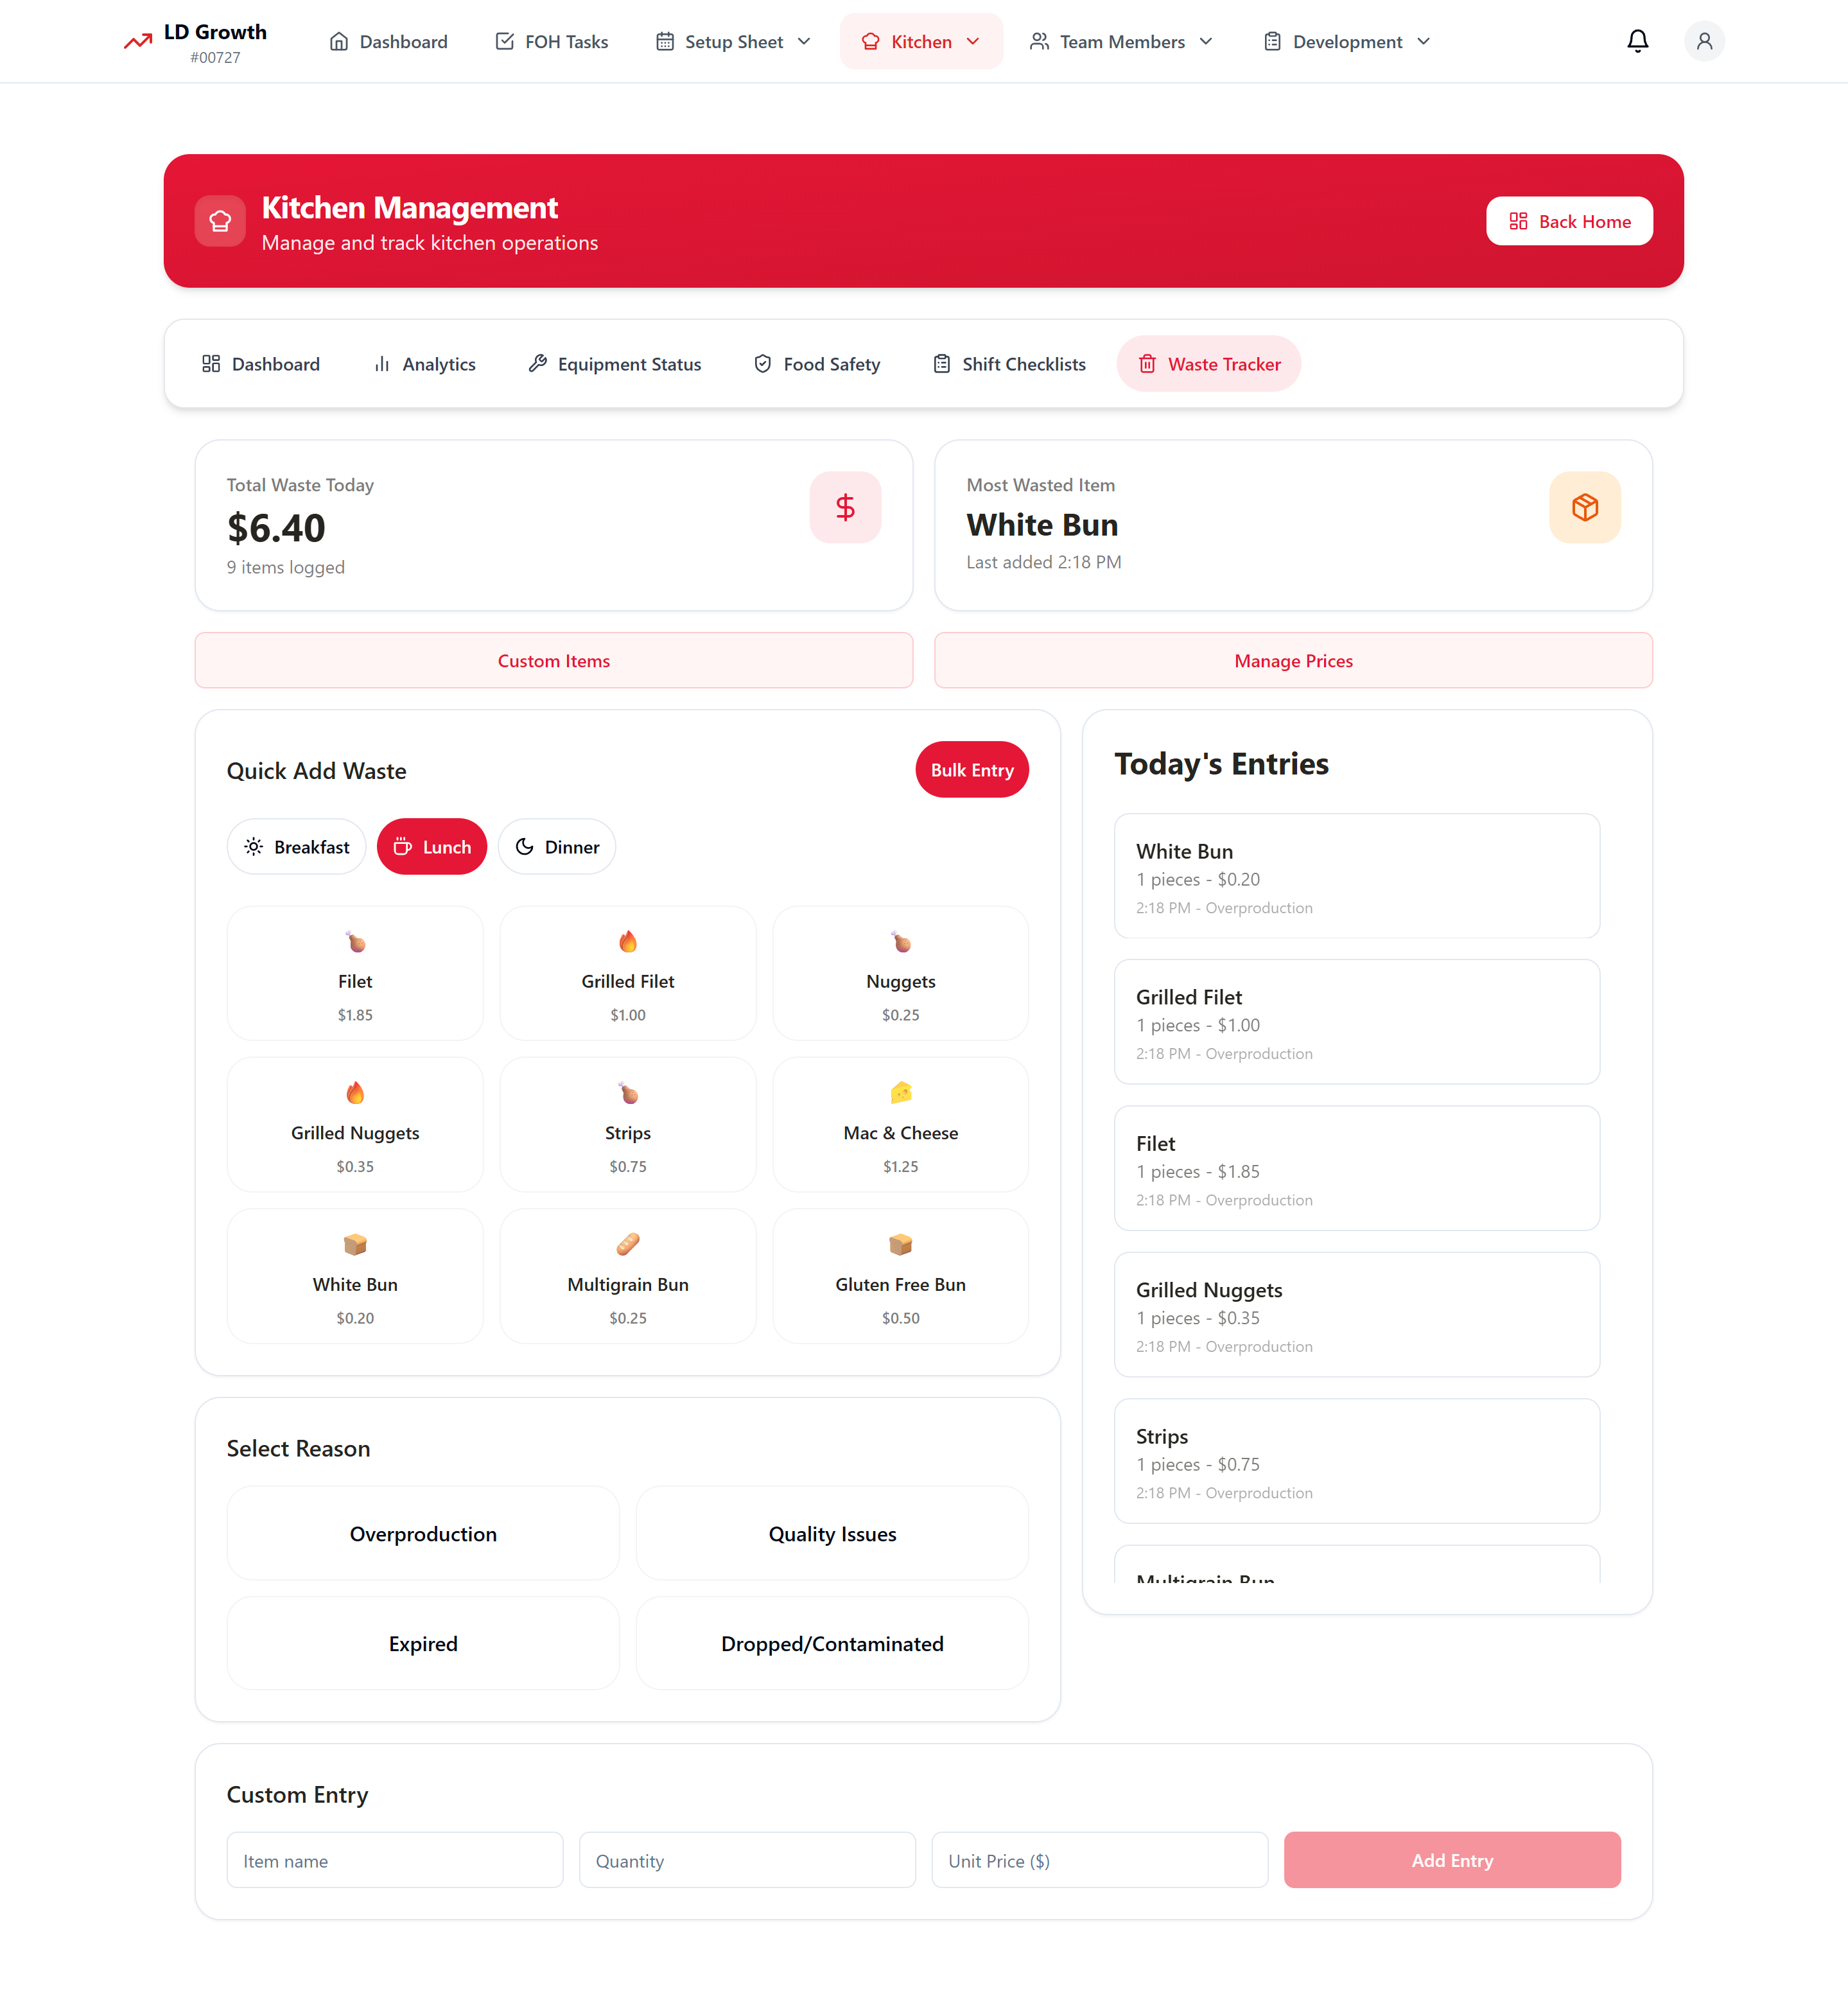 LD Growth
#00727
Dashboard
FOH Tasks
Setup Sheet
Kitchen
Team Members
Development
Kitchen Management
Manage and track kitchen operations
Back Home
Dashboard
Analytics
Equipment Status
Food Safety
Shift Checklists
Waste Tracker
Total Waste Today
$6.40
9 items logged
Most Wasted Item
White Bun
Last added 2:18 PM
Custom Items
Manage Prices
Quick Add Waste
Bulk Entry
Breakfast
Lunch
Dinner
Filet
$1.85
Grilled Filet
$1.00
Nuggets
$0.25
Grilled Nuggets
$0.35
Strips
$0.75
Mac & Cheese
$1.25
White Bun
$0.20
Multigrain Bun
$0.25
Gluten Free Bun
$0.50
Select Reason
Overproduction
Quality Issues
Expired
Dropped/Contaminated
Today's Entries
White Bun
1 pieces - $0.20
2:18 PM - Overproduction
Grilled Filet
1 pieces - $1.00
2:18 PM - Overproduction
Filet
1 pieces - $1.85
2:18 PM - Overproduction
Grilled Nuggets
1 pieces - $0.35
2:18 PM - Overproduction
Strips
1 pieces - $0.75
2:18 PM - Overproduction
Multigrain Bun
Custom Entry
Item name
Quantity
Unit Price ($)
Add Entry